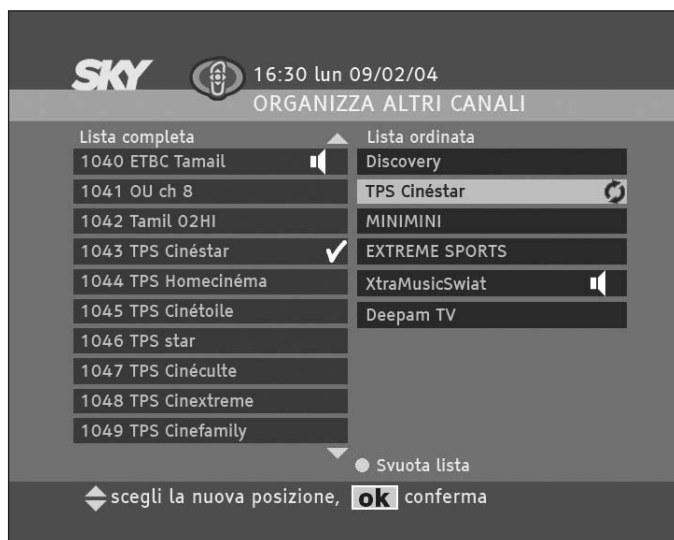 SKY 16:30 lun 09/02/04
ORGANIZZA ALTRI CANALI
Lista completa
1040 ETBC Tamail
1041 OU ch 8
1042 Tamil 02HI
1043 TPS Cinéstar
1044 TPS Homecinéma
1045 TPS Cinétoile
1046 TPS star
1047 TPS Cinéculte
1048 TPS Cinextreme
1049 TPS Cinefamily
Lista ordinata
Discovery
TPS Cinéstar
MINIMINI
EXTREME SPORTS
XtraMusicSwiat
Deepam TV
Svuota lista
scegli la nuova posizione, ok conferma